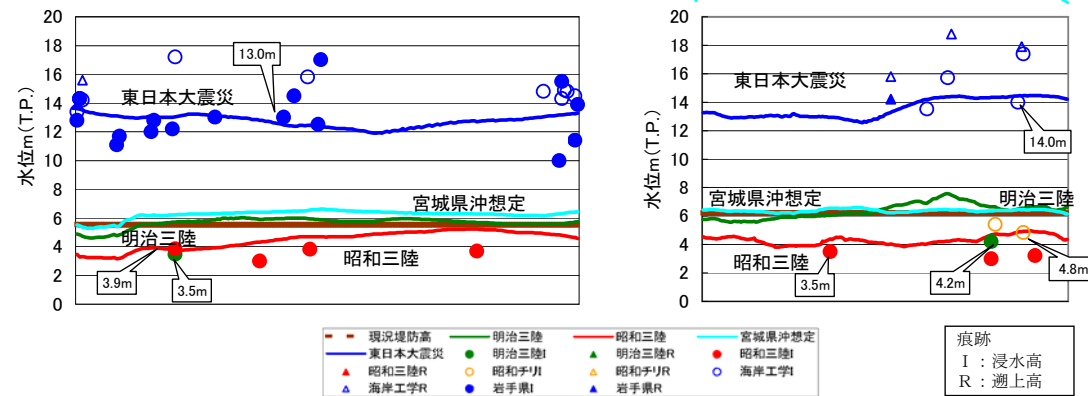 20
18
16
14
12
10
8
6
4
2
0
水位m(T.P.)
13.0m
東日本大震災
宮城県沖想定
明治三陸
昭和三陸
3.9m
3.5m
20
18
16
14
12
10
8
6
4
2
0
水位m(T.P.)
東日本大震災
14.0m
宮城県沖想定
明治三陸
昭和三陸
3.5m
4.2m
4.8m
現況堤防高 明治三陸 昭和三陸 宮城県沖想定
東日本大震災 明治三陸I 明治三陸R 昭和三陸I
昭和三陸R 昭和チリI 昭和チリR 海岸工学I
海岸工学R 岩手県I 岩手県R
痕跡
I：浸水高
R：遡上高